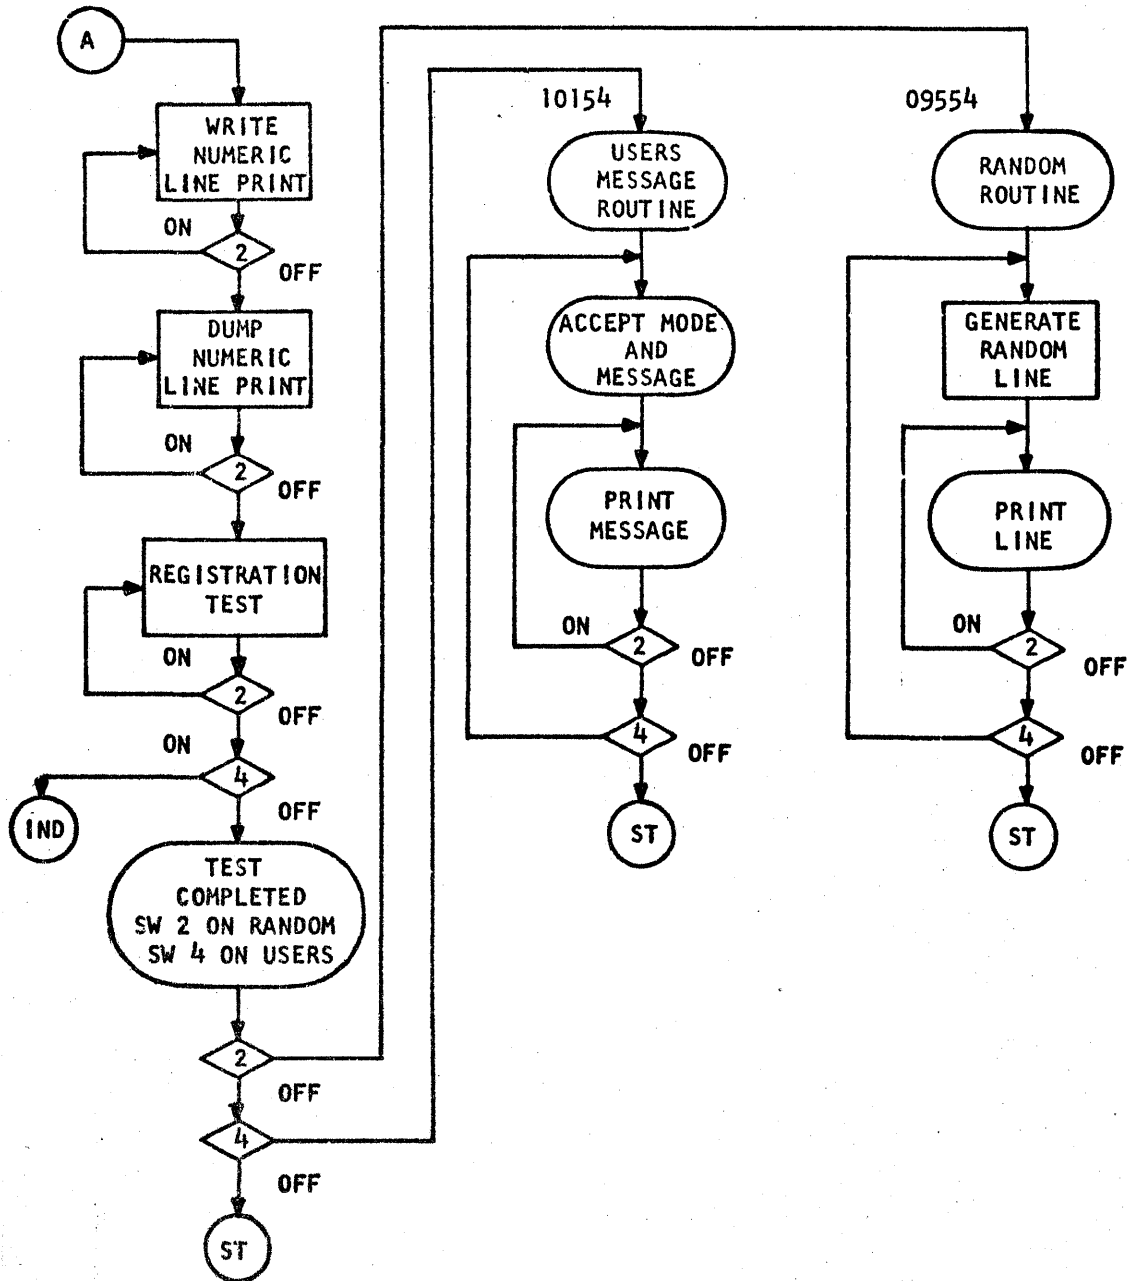 A
WRITE
NUMERIC
LINE PRINT
ON
2
OFF
DUMP
NUMERIC
LINE PRINT
ON
2
OFF
REGISTRATION
TEST
ON
2
OFF
ON
4
OFF
IND
TEST
COMPLETED
SW 2 ON RANDOM
SW 4 ON USERS
2
OFF
4
OFF
ST
10154
USERS
MESSAGE
ROUTINE
ACCEPT MODE
AND
MESSAGE
PRINT
MESSAGE
ON
2
OFF
4
OFF
ST
09554
RANDOM
ROUTINE
GENERATE
RANDOM
LINE
PRINT
LINE
ON
2
OFF
4
OFF
ST